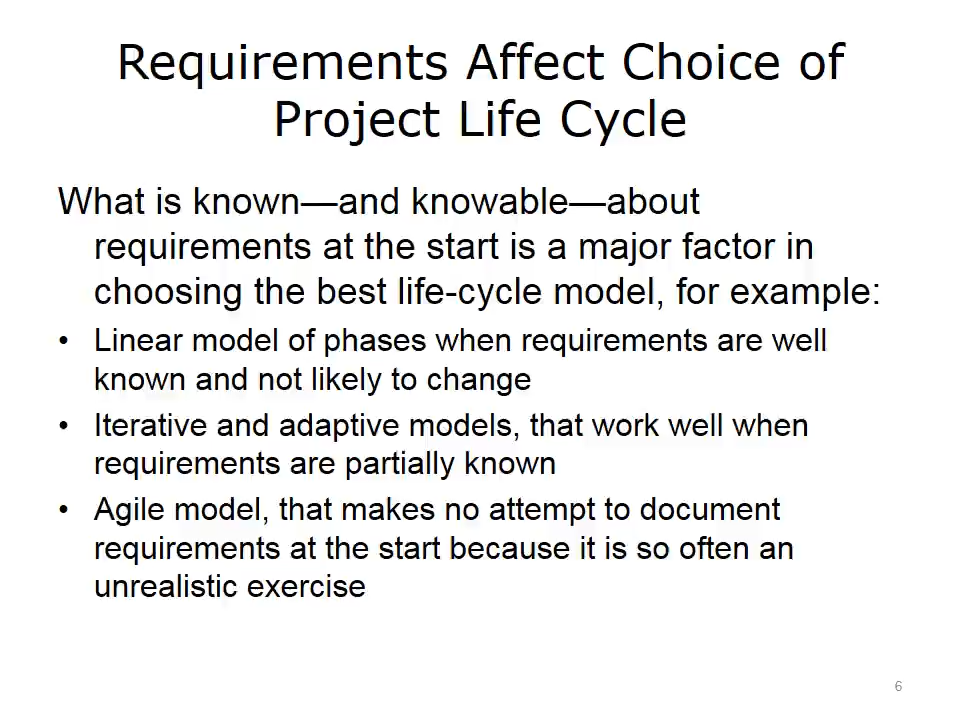 Requirements Affect Choice of
Project Life Cycle
What is known—and knowable—about
requirements at the start is a major factor in
choosing the best life-cycle model, for example:
• Linear model of phases when requirements are well
known and not likely to change
• Iterative and adaptive models, that work well when
requirements are partially known
• Agile model, that makes no attempt to document
requirements at the start because it is so often an
unrealistic exercise
6